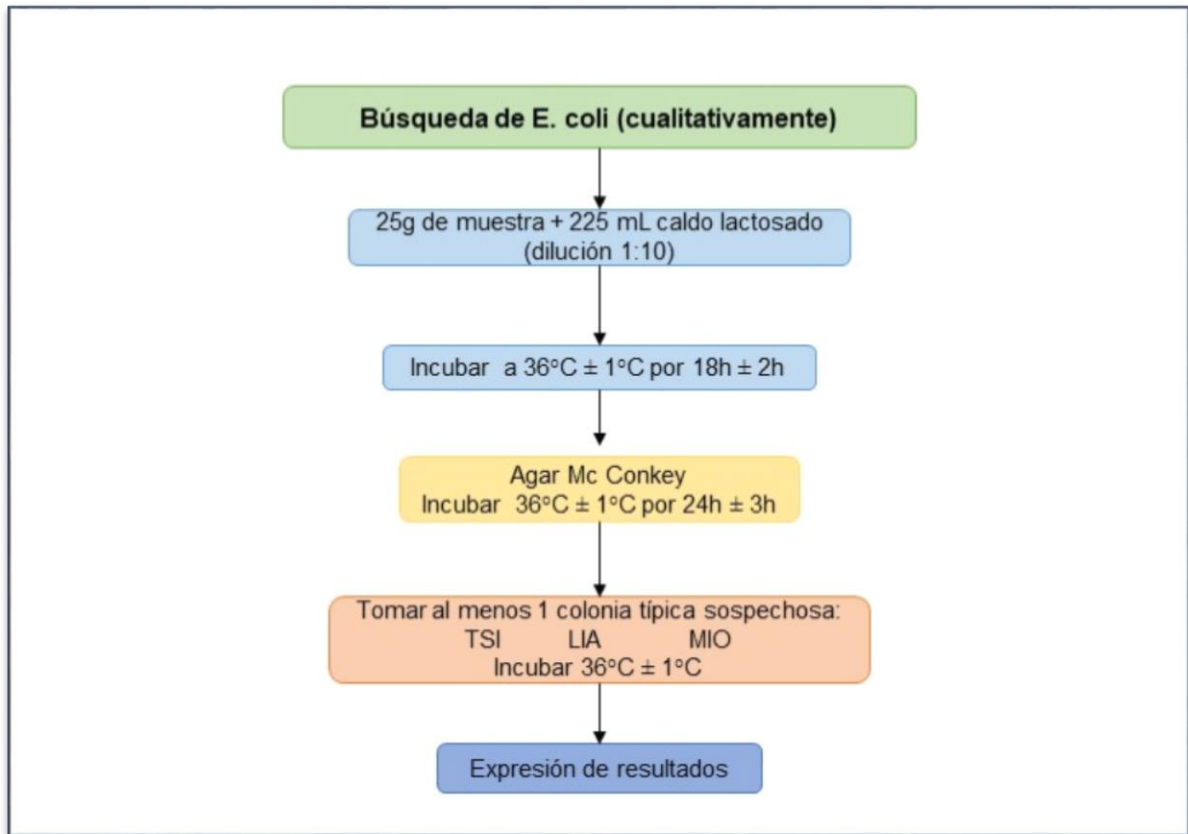 Búsqueda de E. coli (cualitativamente)
25g de muestra + 225 mL caldo lactosado
(dilución 1:10)
Incubar a 36°C ± 1°C por 18h ± 2h
Agar Mc Conkey
Incubar 36°C ± 1°C por 24h ± 3h
Tomar al menos 1 colonia típica sospechosa:
TSI LIA MIO
Incubar 36°C ± 1°C
Expresión de resultados